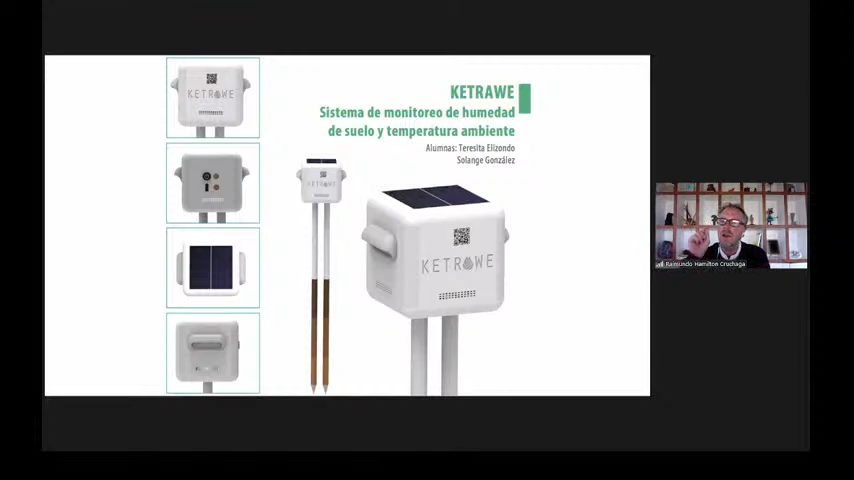 KETRAWE
KETRAWE
Sistema de monitoreo de humedad
de suelo y temperatura ambiente
Alumnas: Teresita Elizondo
Solange González
KETRAWE
KETRAWE
Raimundo Hamilton Cruchaga